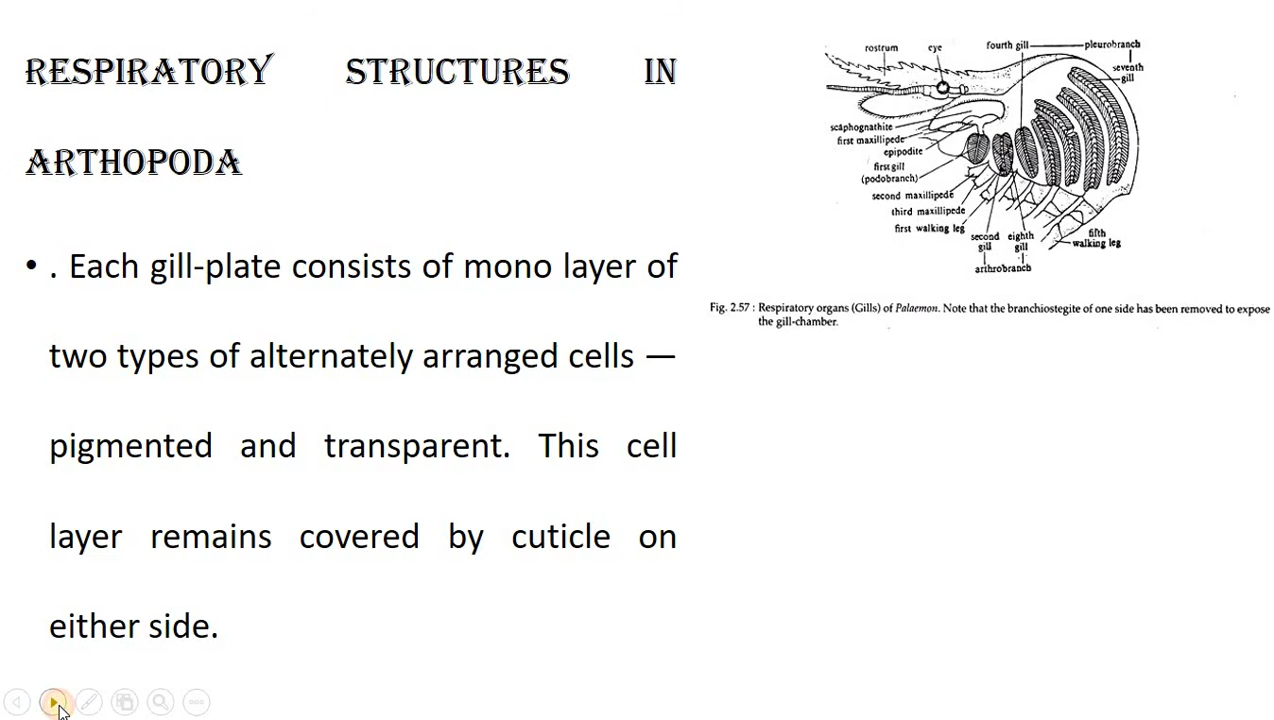 RESPIRATORY STRUCTURES IN
ARTHOPODA
• . Each gill-plate consists of mono layer of
two types of alternately arranged cells —
pigmented and transparent. This cell
layer remains covered by cuticle on
either side.
rostrum
eye
fourth gill
pleurobranch
seventh
gill
scaphognathite
first maxillipede
epipodite
first gill
(podobranch)
second maxillipede
third maxillipede
first walking leg
second
gill
eighth
gill
arthrobranch
fifth
walking leg
Fig. 2.57 : Respiratory organs (Gills) of Palaemon. Note that the branchiostegite of one side has been removed to expose
the gill-chamber.